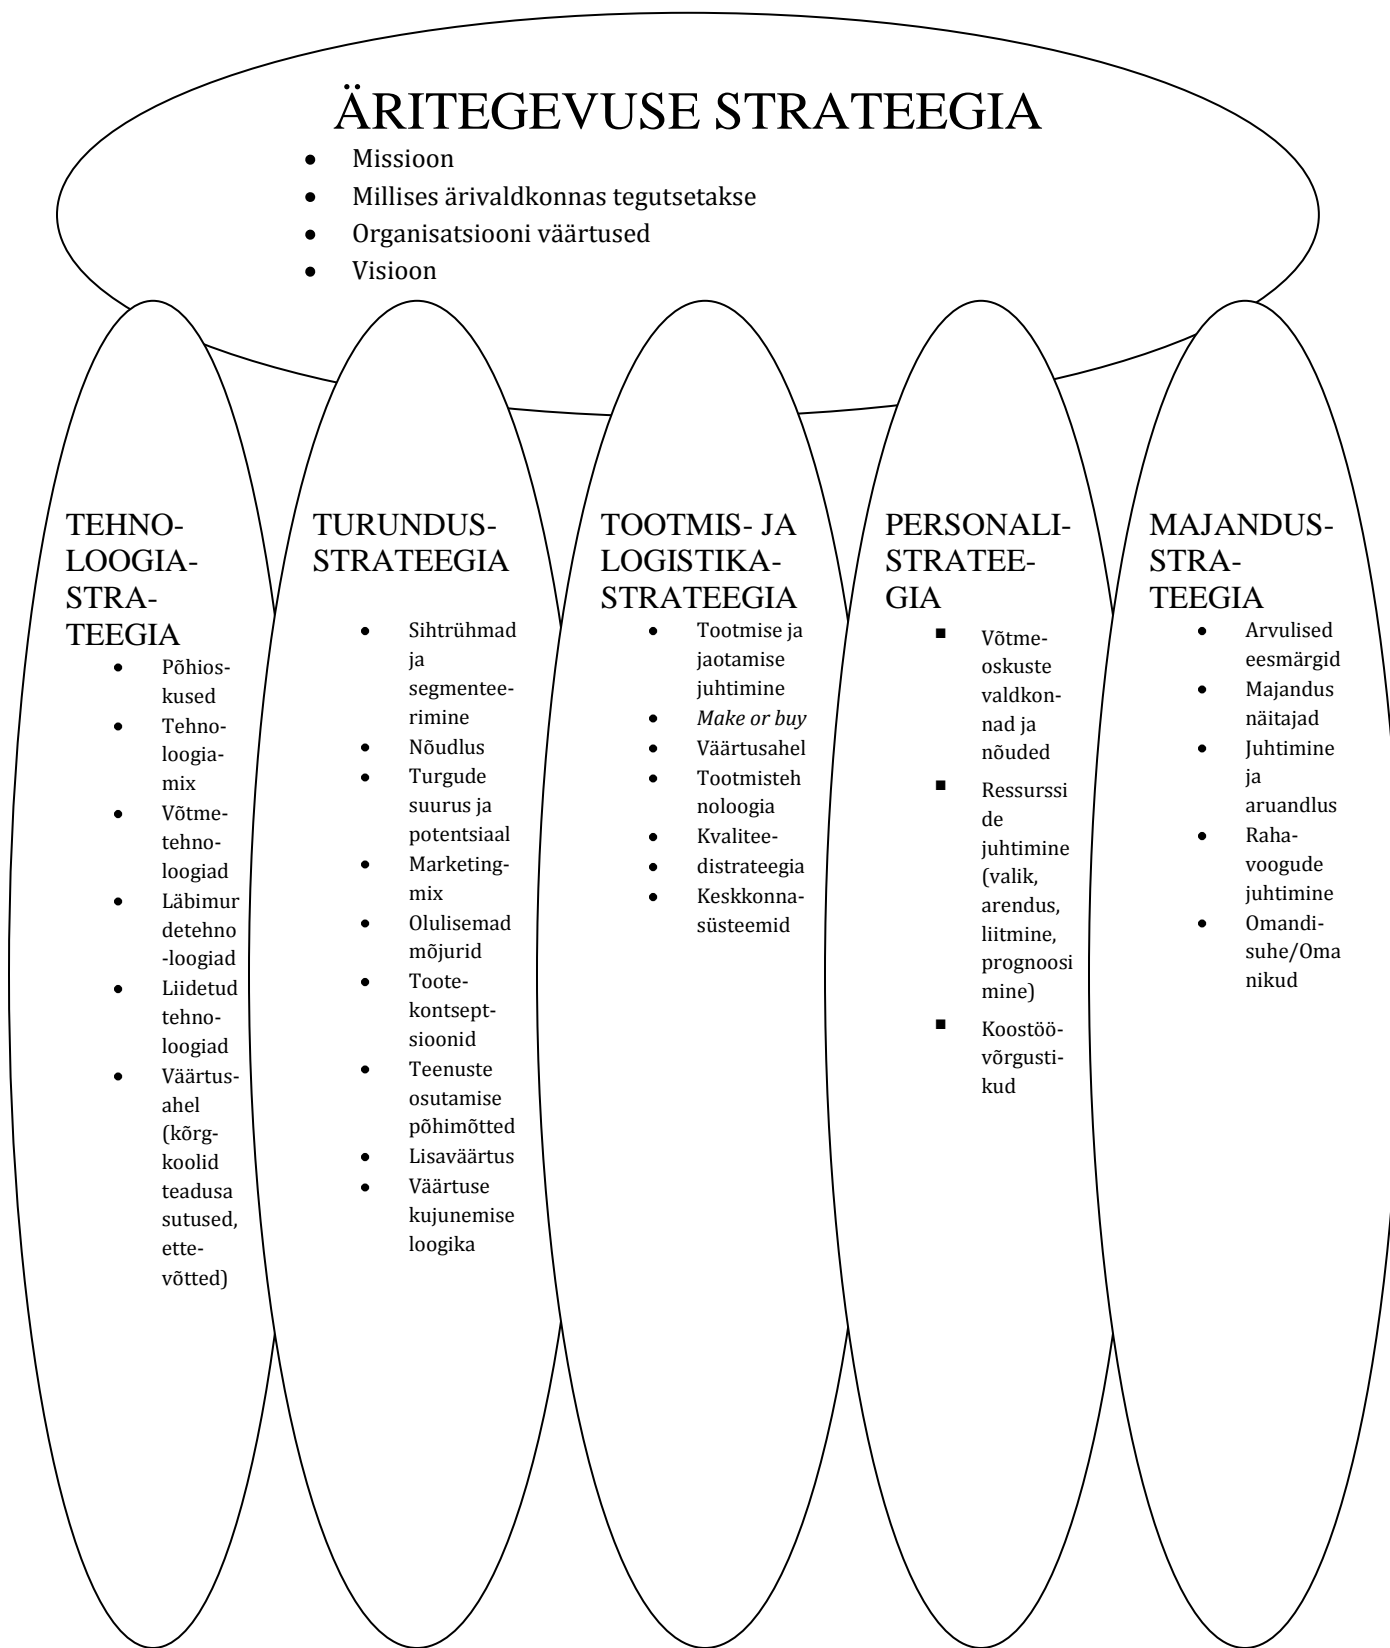 ÄRITEGEVUSE STRATEEGIA
• Missioon
• Millises ärivaldkonnas tegutsetakse
• Organisatsiooni väärtused
• Visioon
TEHNO-
LOOGIA-
STRA-
TEEGIA
• Põhios-
kused
• Tehno-
loogia-
mix
• Võtme-
tehno-
loogiad
• Läbimur
detehno
-loogiad
• Liidetud
tehno-
loogiad
• Väärtus-
ahel
(kõrg-
koolid
teadusa
sutused,
ette-
võtted)
TURUNDUS-
STRATEEGIA
• Sihtrühmad
ja
segmentee-
rimine
• Nõudlus
• Turgude
suurus ja
potentsiaal
• Marketing-
mix
• Olulisemad
mõjurid
• Toote-
kontsept-
sioonid
• Teenuste
osutamise
põhimõtted
• Lisaväärtus
• Väärtuse
kujunemise
loogika
TOOTMIS- JA
LOGISTIKA-
STRATEEGIA
• Tootmise ja
jaotamise
juhtimine
• Make or buy
• Väärtusahel
• Tootmisteh
noloogia
• Kvalitee-
• distrateegia
• Keskkonna-
süsteemid
PERSONALI-
STRATEE-
GIA
▪ Võtme-
oskuste
valdkon-
nad ja
nõuded
▪ Ressurssi
de
juhtimine
(valik,
arendus,
liitmine,
prognoosi
mine)
▪ Koostöö-
võrgusti-
kud
MAJANDUS-
STRA-
TEEGIA
• Arvulised
eesmärgid
• Majandus
näitajad
• Juhtimine
ja
aruandlus
• Raha-
voogude
juhtimine
• Omandi-
suhe/Oma
nikud